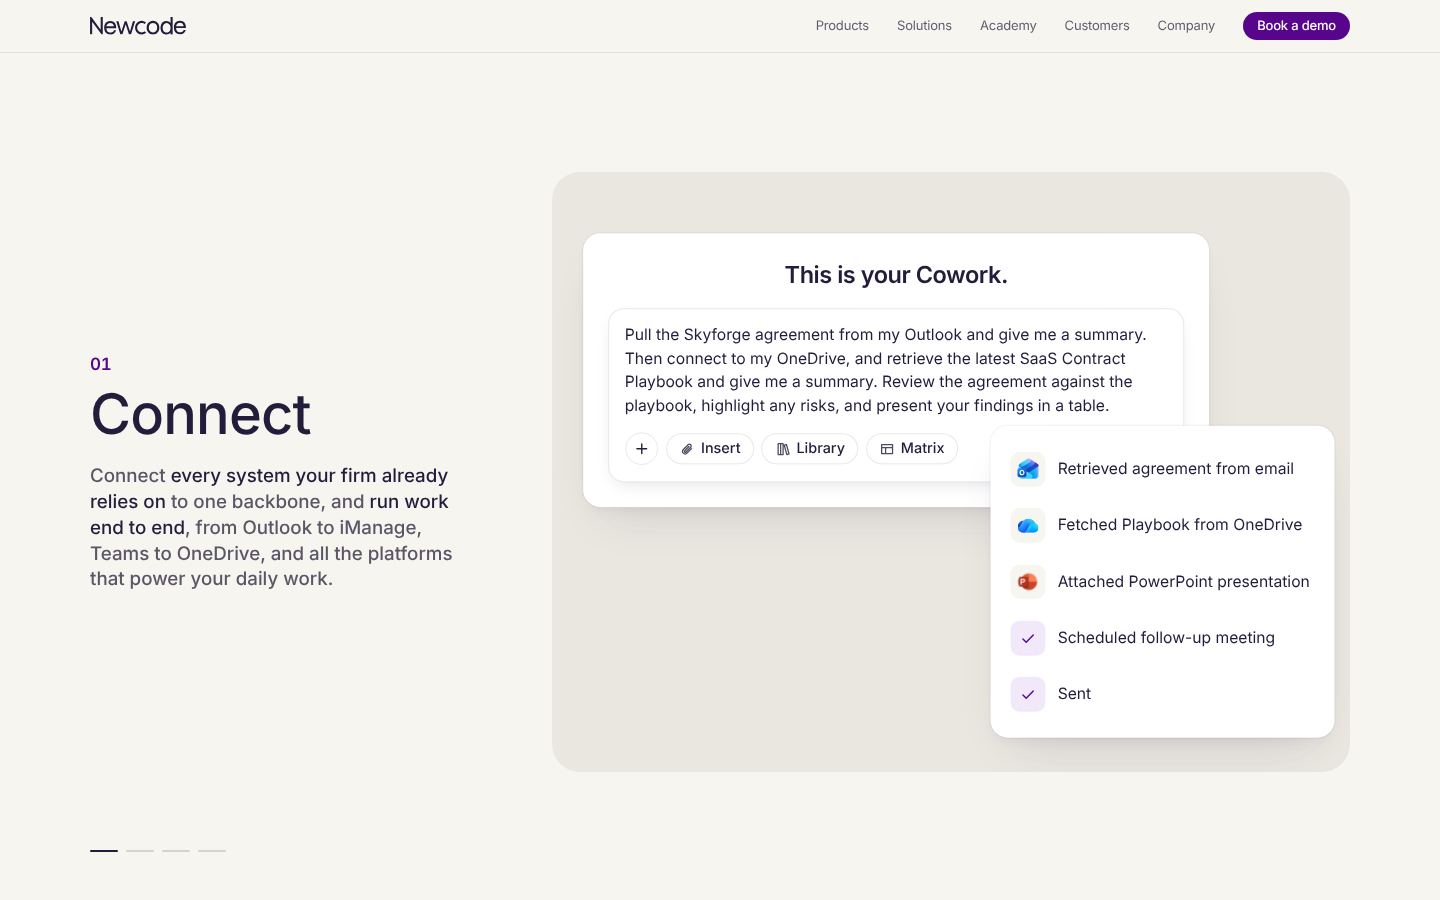 Newcode
Products
Solutions
Academy
Customers
Company
Book a demo
01
Connect
Connect every system your firm already
relies on to one backbone, and run work
end to end, from Outlook to iManage,
Teams to OneDrive, and all the platforms
that power your daily work.
This is your Cowork.
Pull the Skyforge agreement from my Outlook and give me a summary.
Then connect to my OneDrive, and retrieve the latest SaaS Contract
Playbook and give me a summary. Review the agreement against the
playbook, highlight any risks, and present your findings in a table.
Insert
Library
Matrix
Retrieved agreement from email
Fetched Playbook from OneDrive
Attached PowerPoint presentation
Scheduled follow-up meeting
Sent